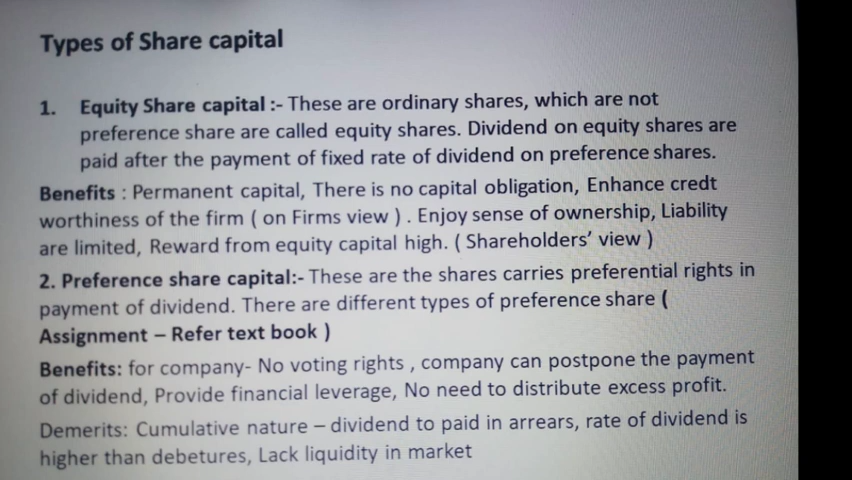 Types of Share capital
1. Equity Share capital :- These are ordinary shares, which are not
preference share are called equity shares. Dividend on equity shares are
paid after the payment of fixed rate of dividend on preference shares.
Benefits : Permanent capital, There is no capital obligation, Enhance credt
worthiness of the firm ( on Firms view ) . Enjoy sense of ownership, Liability
are limited, Reward from equity capital high. ( Shareholders' view )
2. Preference share capital:- These are the shares carries preferential rights in
payment of dividend. There are different types of preference share (
Assignment – Refer text book )
Benefits: for company- No voting rights , company can postpone the payment
of dividend, Provide financial leverage, No need to distribute excess profit.
Demerits: Cumulative nature – dividend to paid in arrears, rate of dividend is
higher than debetures, Lack liquidity in market